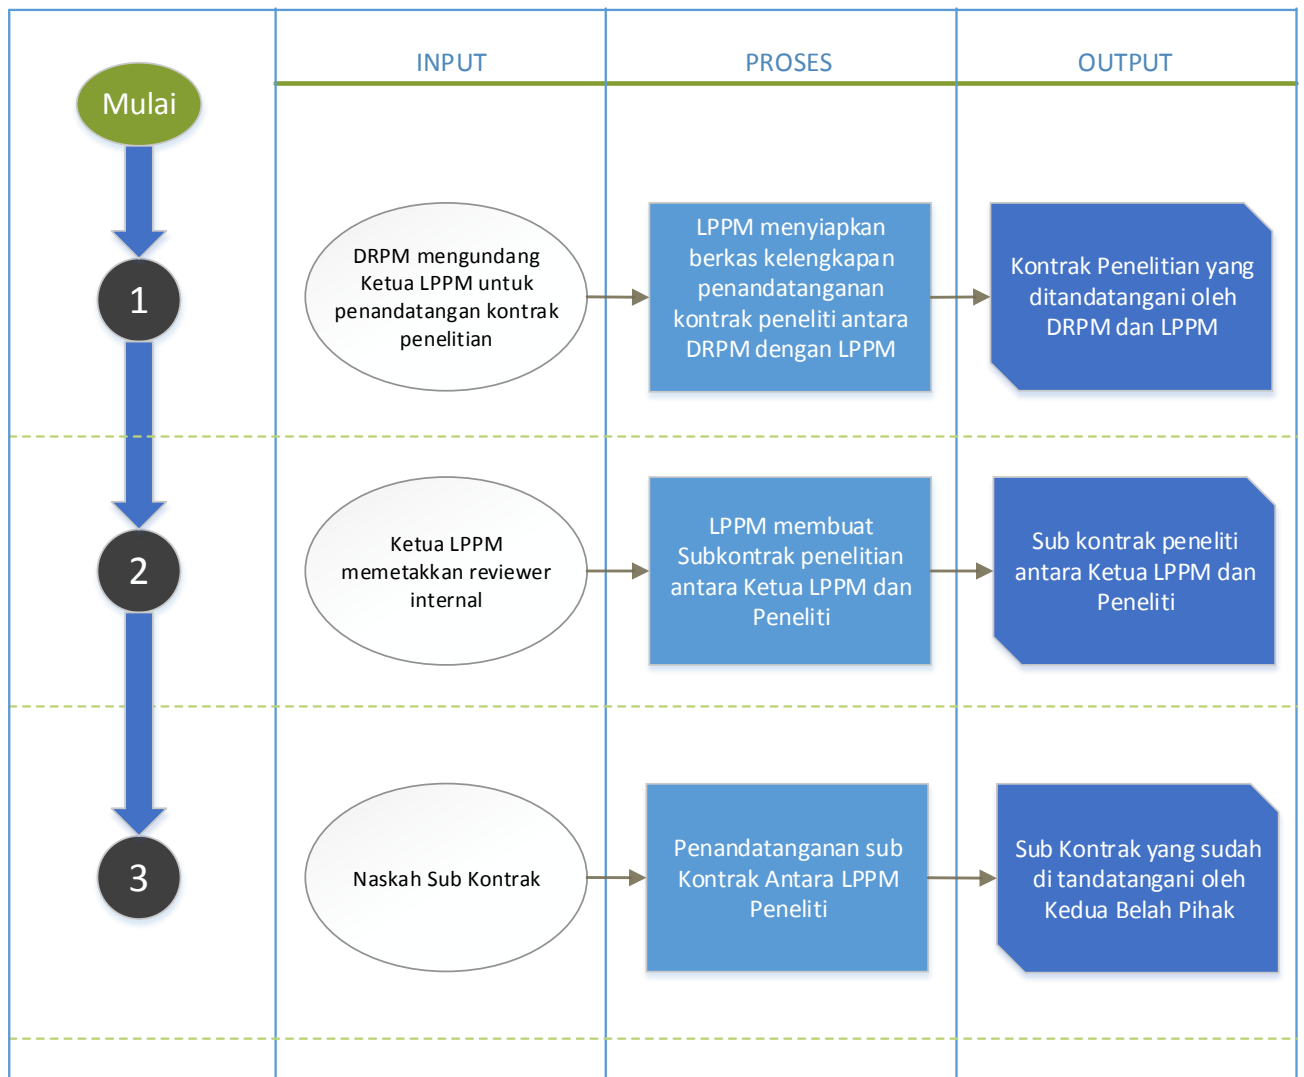 INPUT
PROSES
OUTPUT
Mulai
1
DRPM mengundang
Ketua LPPM untuk
penandatangan kontrak
penelitian
LPPM menyiapkan
berkas kelengkapan
penandatanganan
kontrak peneliti antara
DRPM dengan LPPM
Kontrak Penelitian yang
ditandatangani oleh
DRPM dan LPPM
2
Ketua LPPM
memetakkan reviewer
internal
LPPM membuat
Subkontrak penelitian
antara Ketua LPPM dan
Peneliti
Sub kontrak peneliti
antara Ketua LPPM dan
Peneliti
3
Naskah Sub Kontrak
Penandatanganan sub
Kontrak Antara LPPM
Peneliti
Sub Kontrak yang sudah
di tandatangani oleh
Kedua Belah Pihak